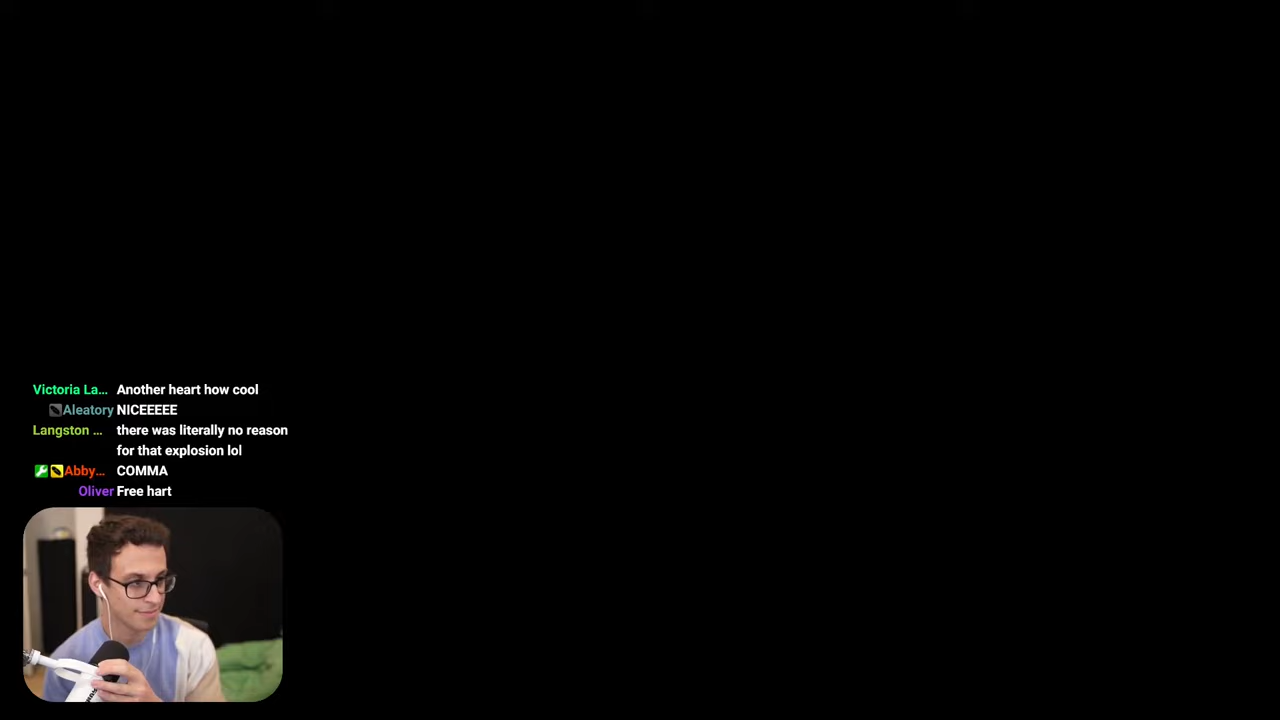 Victoria La... Another heart how cool
Aleatory NICEEEEE
Langston ... there was literally no reason
for that explosion lol
Abby... COMMA
Oliver Free hart